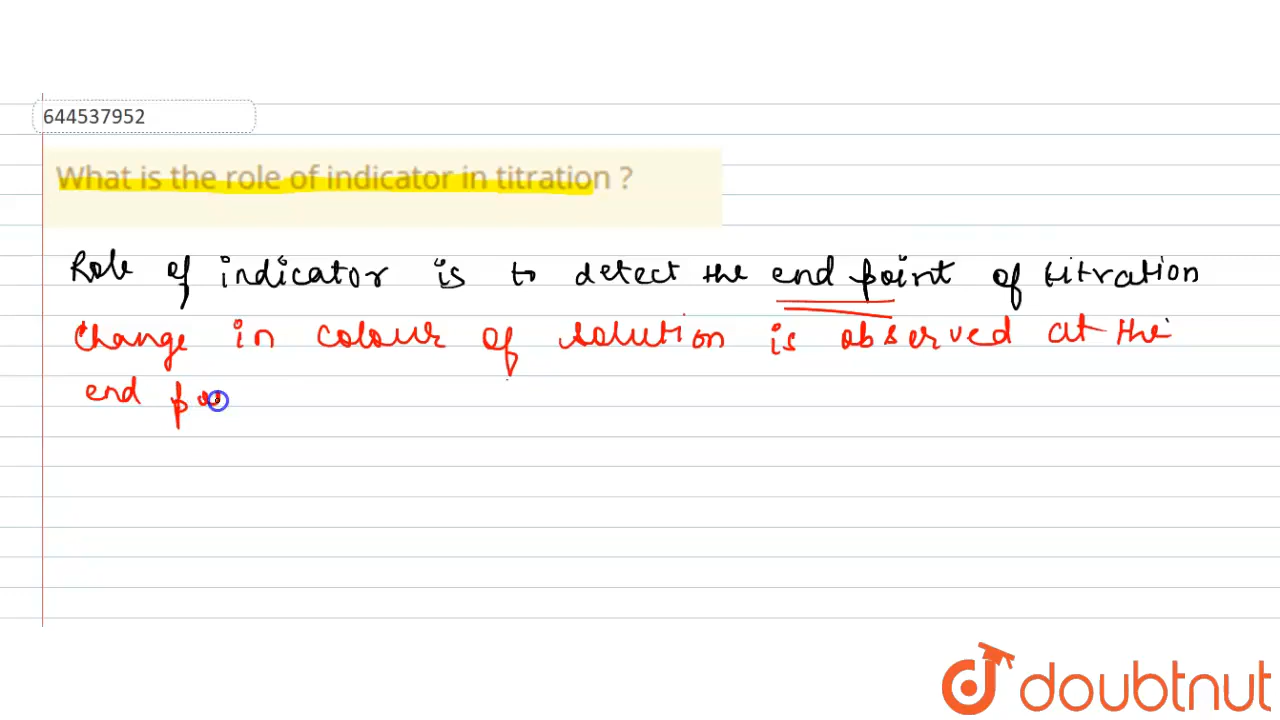 644537952
What is the role of indicator in titration ?
Role of indicator is to detect the end point of titration
Change in colour of solution is observed at the
end
doubtnut